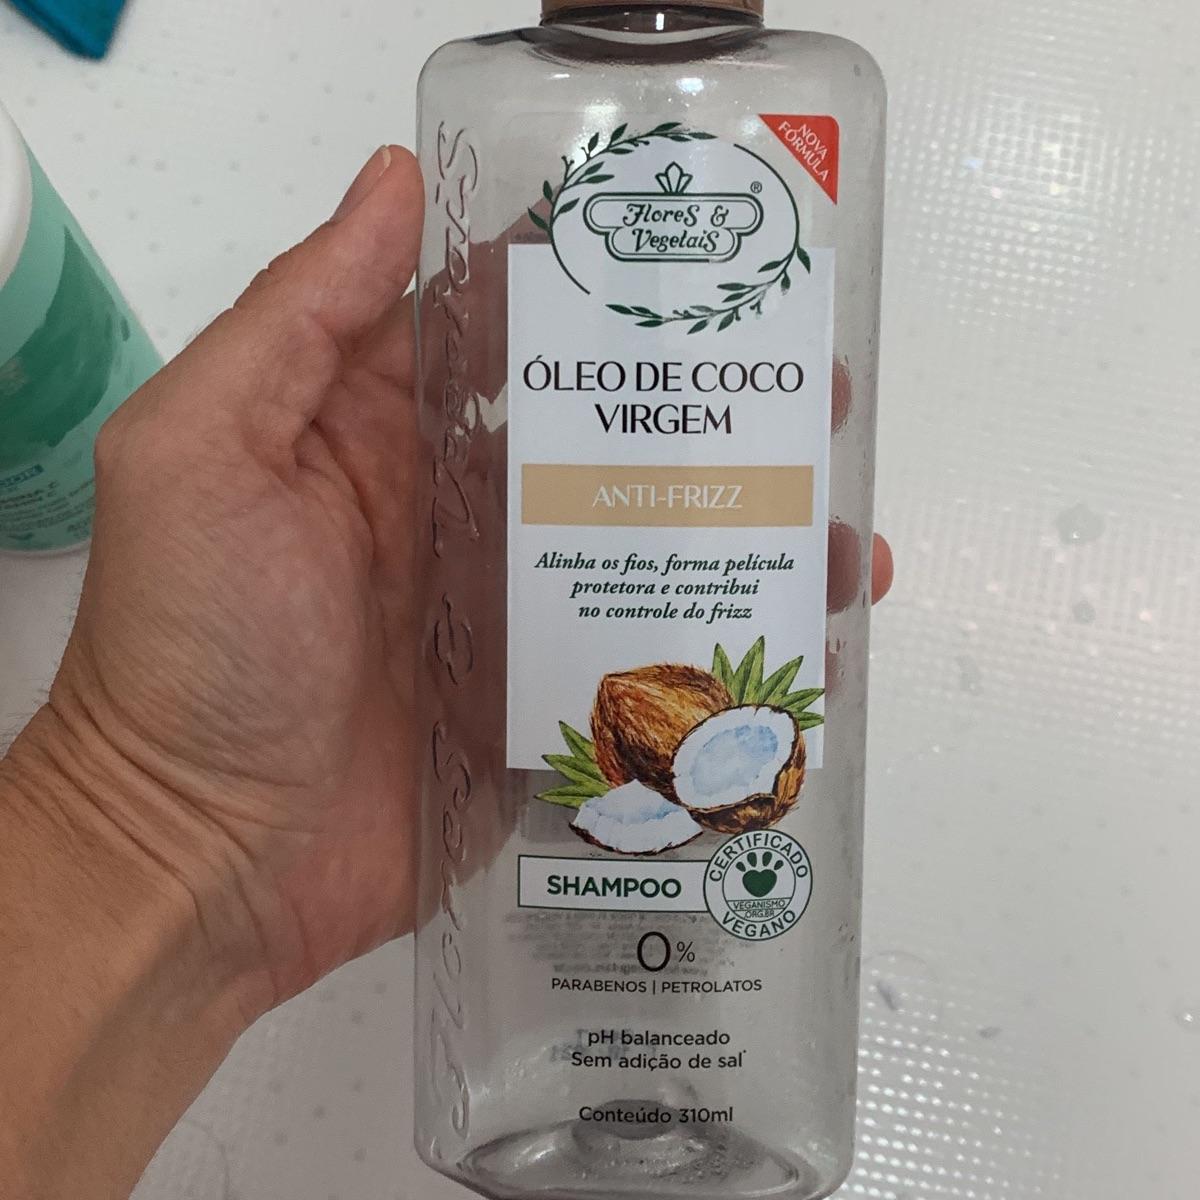 NOVA
FÓRMULA
FloreS &
VegetaiS
®
ÓLEO DE COCO
VIRGEM
ANTI-FRIZZ
Alinha os fios, forma película
protetora e contribui
no controle do frizz
SHAMPOO
CERTIFICADO
VEGANISMO
.ORG.BR
VEGANO
0%
PARABENOS | PETROLATOS
pH balanceado
Sem adição de sal*
Conteúdo 310ml
FloreS & VegetaiS